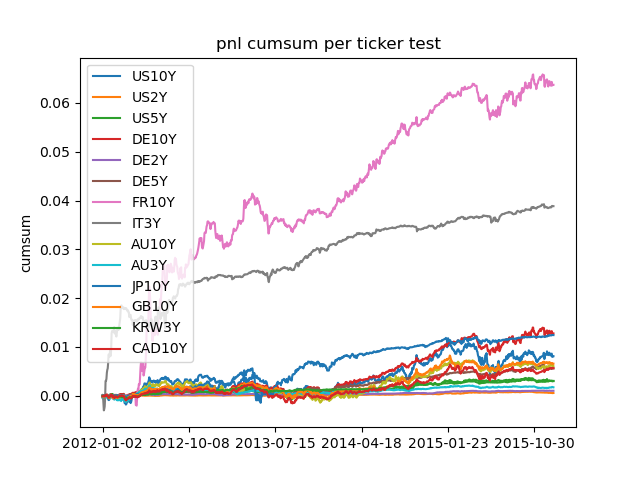 pnl cumsum per ticker test
US10Y
US2Y
US5Y
DE10Y
DE2Y
DE5Y
FR10Y
IT3Y
AU10Y
AU3Y
JP10Y
GB10Y
KRW3Y
CAD10Y
cumsum
0.06
0.05
0.04
0.03
0.02
0.01
0.00
2012-01-02 2012-10-08 2013-07-15 2014-04-18 2015-01-23 2015-10-30